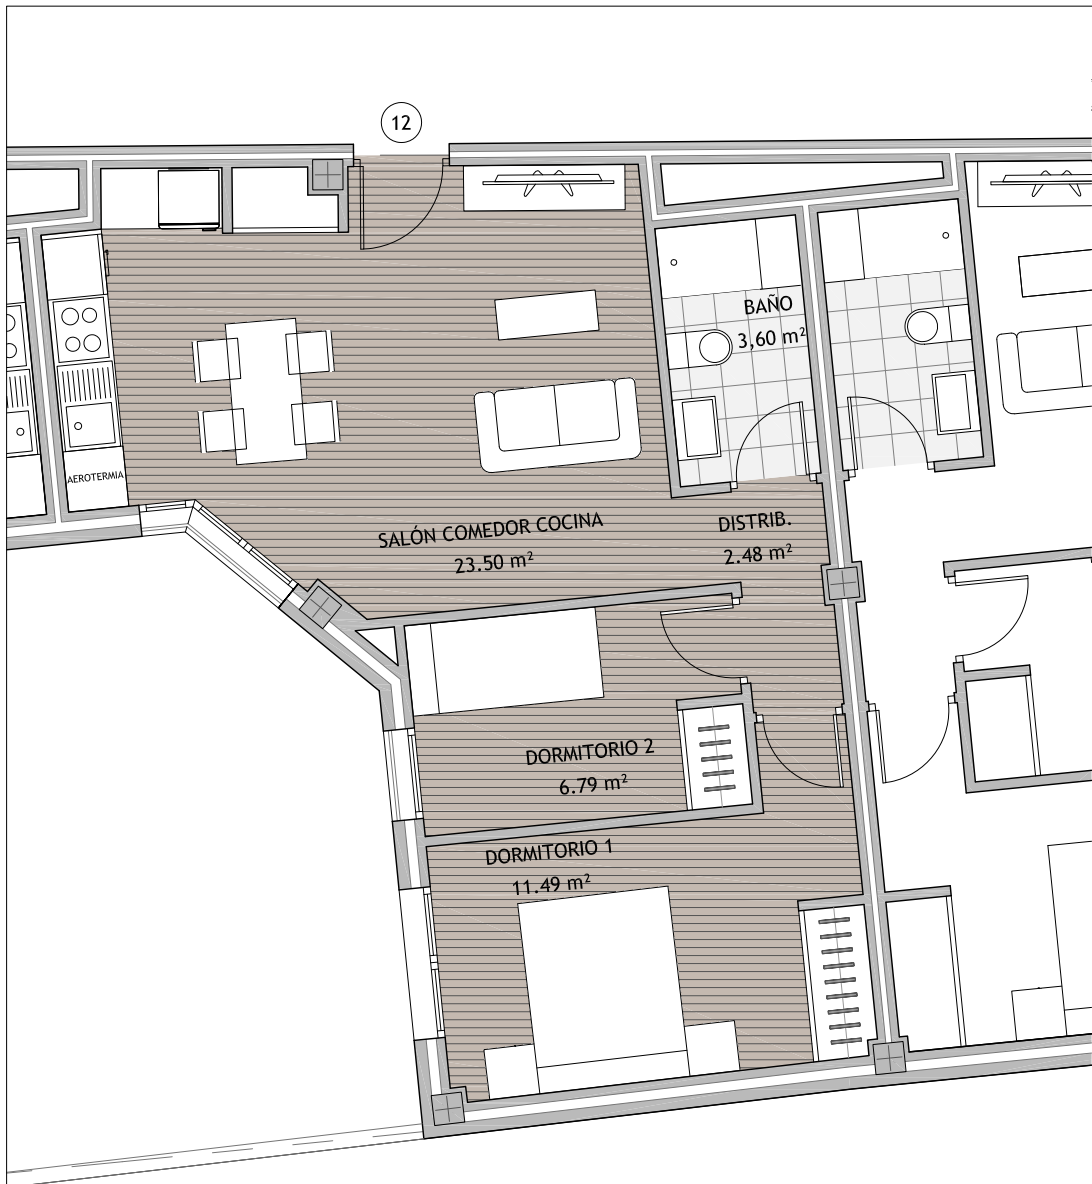 12
BAÑO
3,60 m²
AEROTERMIA
SALÓN COMEDOR COCINA
23.50 m²
DISTRIB.
2.48 m²
DORMITORIO 2
6.79 m²
DORMITORIO 1
11.49 m²